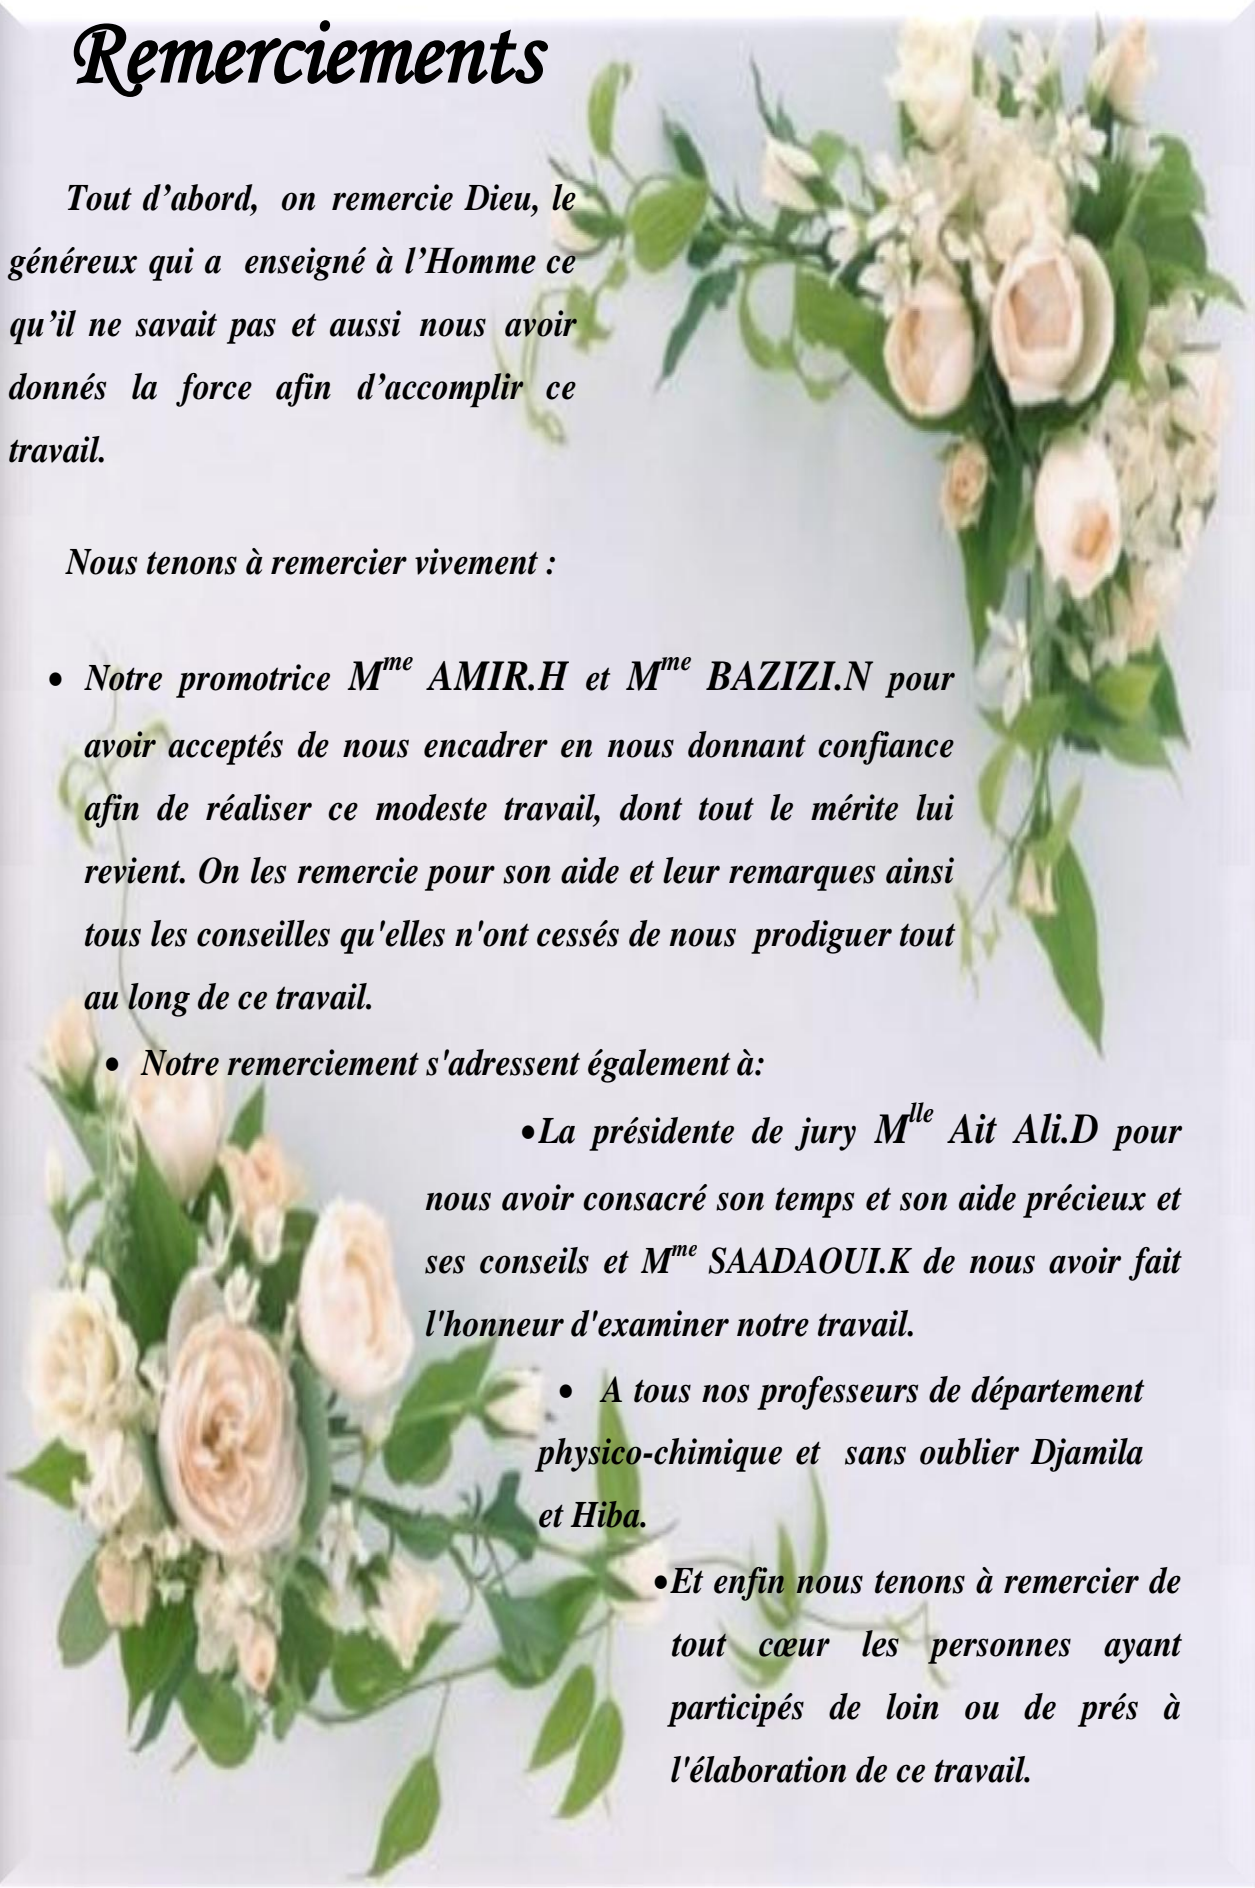 Remerciements
Tout d’abord, on remercie Dieu, le
généreux qui a enseigné à l’Homme ce
qu’il ne savait pas et aussi nous avoir
donnés la force afin d’accomplir ce
travail.
Nous tenons à remercier vivement :
• Notre promotrice Mme AMIR.H et Mme BAZIZI.N pour
avoir acceptés de nous encadrer en nous donnant confiance
afin de réaliser ce modeste travail, dont tout le mérite lui
revient. On les remercie pour son aide et leur remarques ainsi
tous les conseilles qu'elles n'ont cessés de nous prodiguer tout
au long de ce travail.
• Notre remerciement s'adressent également à:
•La présidente de jury Mlle Ait Ali.D pour
nous avoir consacré son temps et son aide précieux et
ses conseils et Mme SAADAOUI.K de nous avoir fait
l'honneur d'examiner notre travail.
• A tous nos professeurs de département
physico-chimique et sans oublier Djamila
et Hiba.
•Et enfin nous tenons à remercier de
tout cœur les personnes ayant
participés de loin ou de prés à
l'élaboration de ce travail.